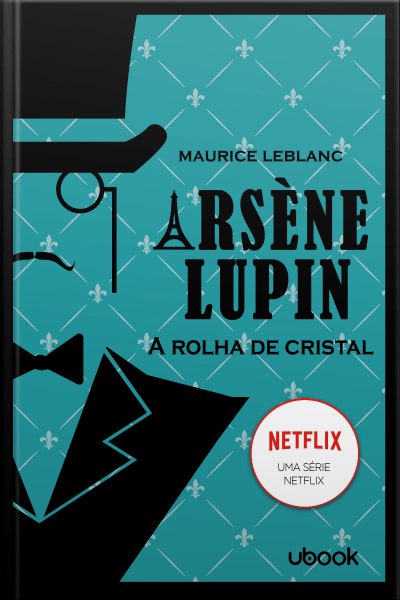 MAURICE LEBLANC
ARSÈNE
LUPIN
A ROLHA DE CRISTAL
NETFLIX
UMA SÉRIE
NETFLIX
ubook